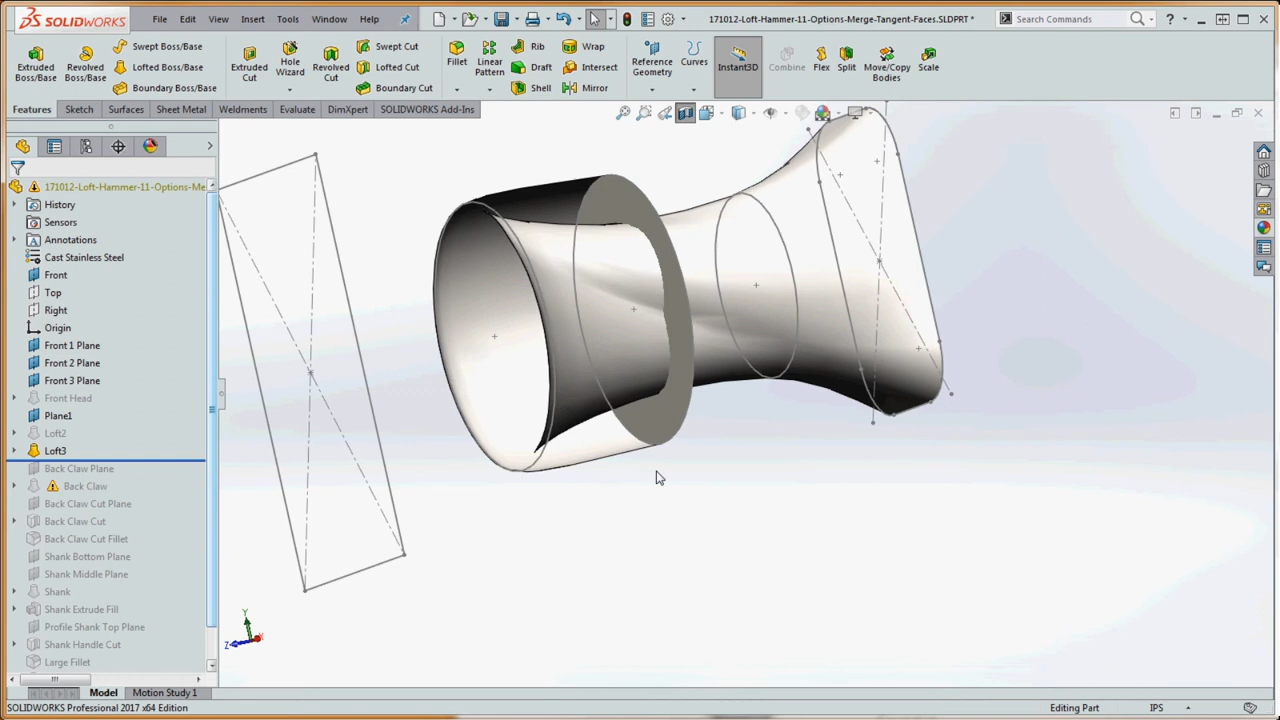 SOLIDWORKS
File Edit View Insert Tools Window Help
171012-Loft-Hammer-11-Options-Merge-Tangent-Faces.SLDPRT *
Search Commands
Extruded Boss/Base
Revolved Boss/Base
Swept Boss/Base
Lofted Boss/Base
Boundary Boss/Base
Extruded Cut
Hole Wizard
Revolved Cut
Swept Cut
Lofted Cut
Boundary Cut
Fillet
Linear Pattern
Rib
Draft
Shell
Wrap
Intersect
Mirror
Reference Geometry
Curves
Instant3D
Combine
Flex
Split
Move/Copy Bodies
Scale
Features Sketch Surfaces Sheet Metal Weldments Evaluate DimXpert SOLIDWORKS Add-Ins
171012-Loft-Hammer-11-Options-Me
History
Sensors
Annotations
Cast Stainless Steel
Front
Top
Right
Origin
Front 1 Plane
Front 2 Plane
Front 3 Plane
Front Head
Plane1
Loft2
Loft3
Back Claw Plane
Back Claw
Back Claw Cut Plane
Back Claw Cut
Back Claw Cut Fillet
Shank Bottom Plane
Shank Middle Plane
Shank
Shank Extrude Fill
Profile Shank Top Plane
Shank Handle Cut
Large Fillet
Y
Z
X
Model Motion Study 1
SOLIDWORKS Professional 2017 x64 Edition
Editing Part
IPS